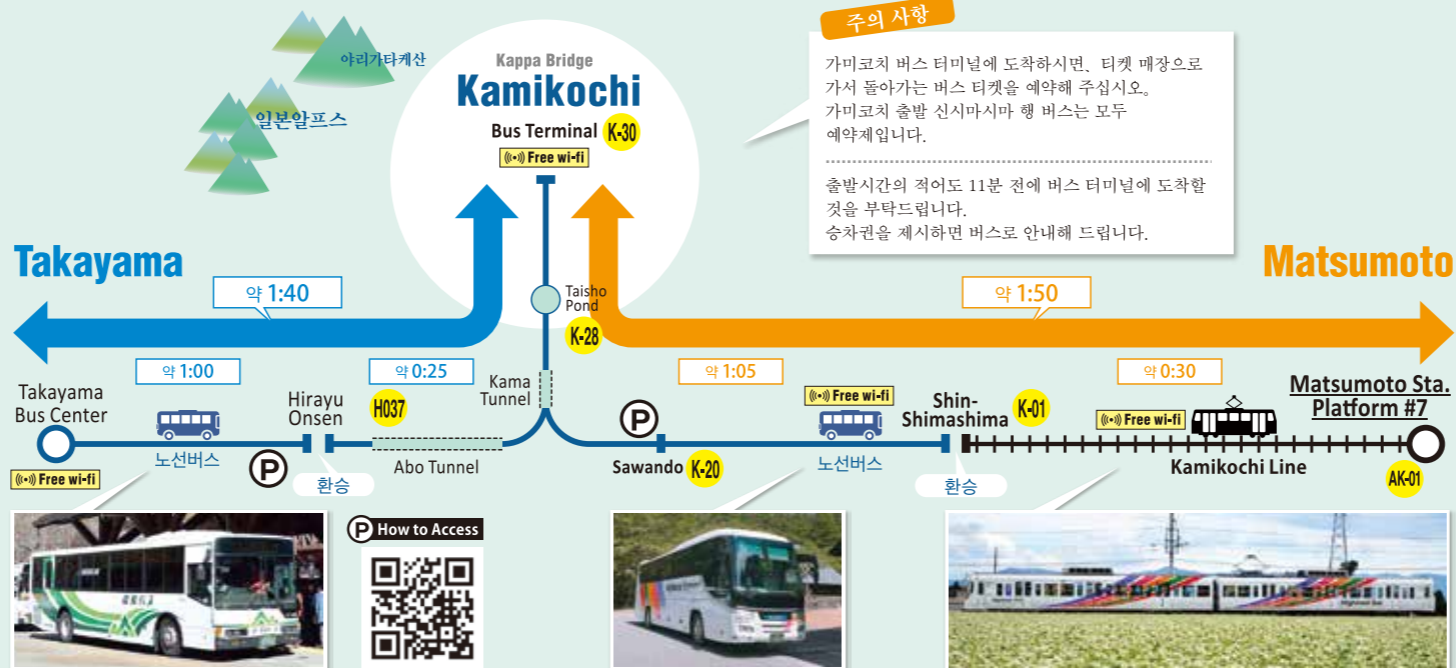 야리가타케산
일본알프스
Kappa Bridge
Kamikochi
Bus Terminal K-30
Free wi-fi
주의 사항
가미코치 버스 터미널에 도착하시면、티켓 매장으로
가서 돌아가는 버스 티켓을 예약해 주십시오。
가미코치 출발 신시마시마 행 버스는 모두
예약제입니다.
출발시간의 적어도 11분 전에 버스 터미널에 도착할
것을 부탁드립니다.
승차권을 제시하면 버스로 안내해 드립니다.
Takayama
Matsumoto
약 1:40
Taisho
Pond
K-28
약 1:50
약 1:00
약 0:25
Kama
Tunnel
약 1:05
약 0:30
Takayama
Bus Center
Free wi-fi
노선버스
P
Hirayu
Onsen
H037
환승
Abo Tunnel
P
Sawando K-20
Free wi-fi
노선버스
Shin-
Shimashima
K-01
환승
Free wi-fi
Kamikochi Line
Matsumoto Sta.
Platform #7
AK-01
P How to Access